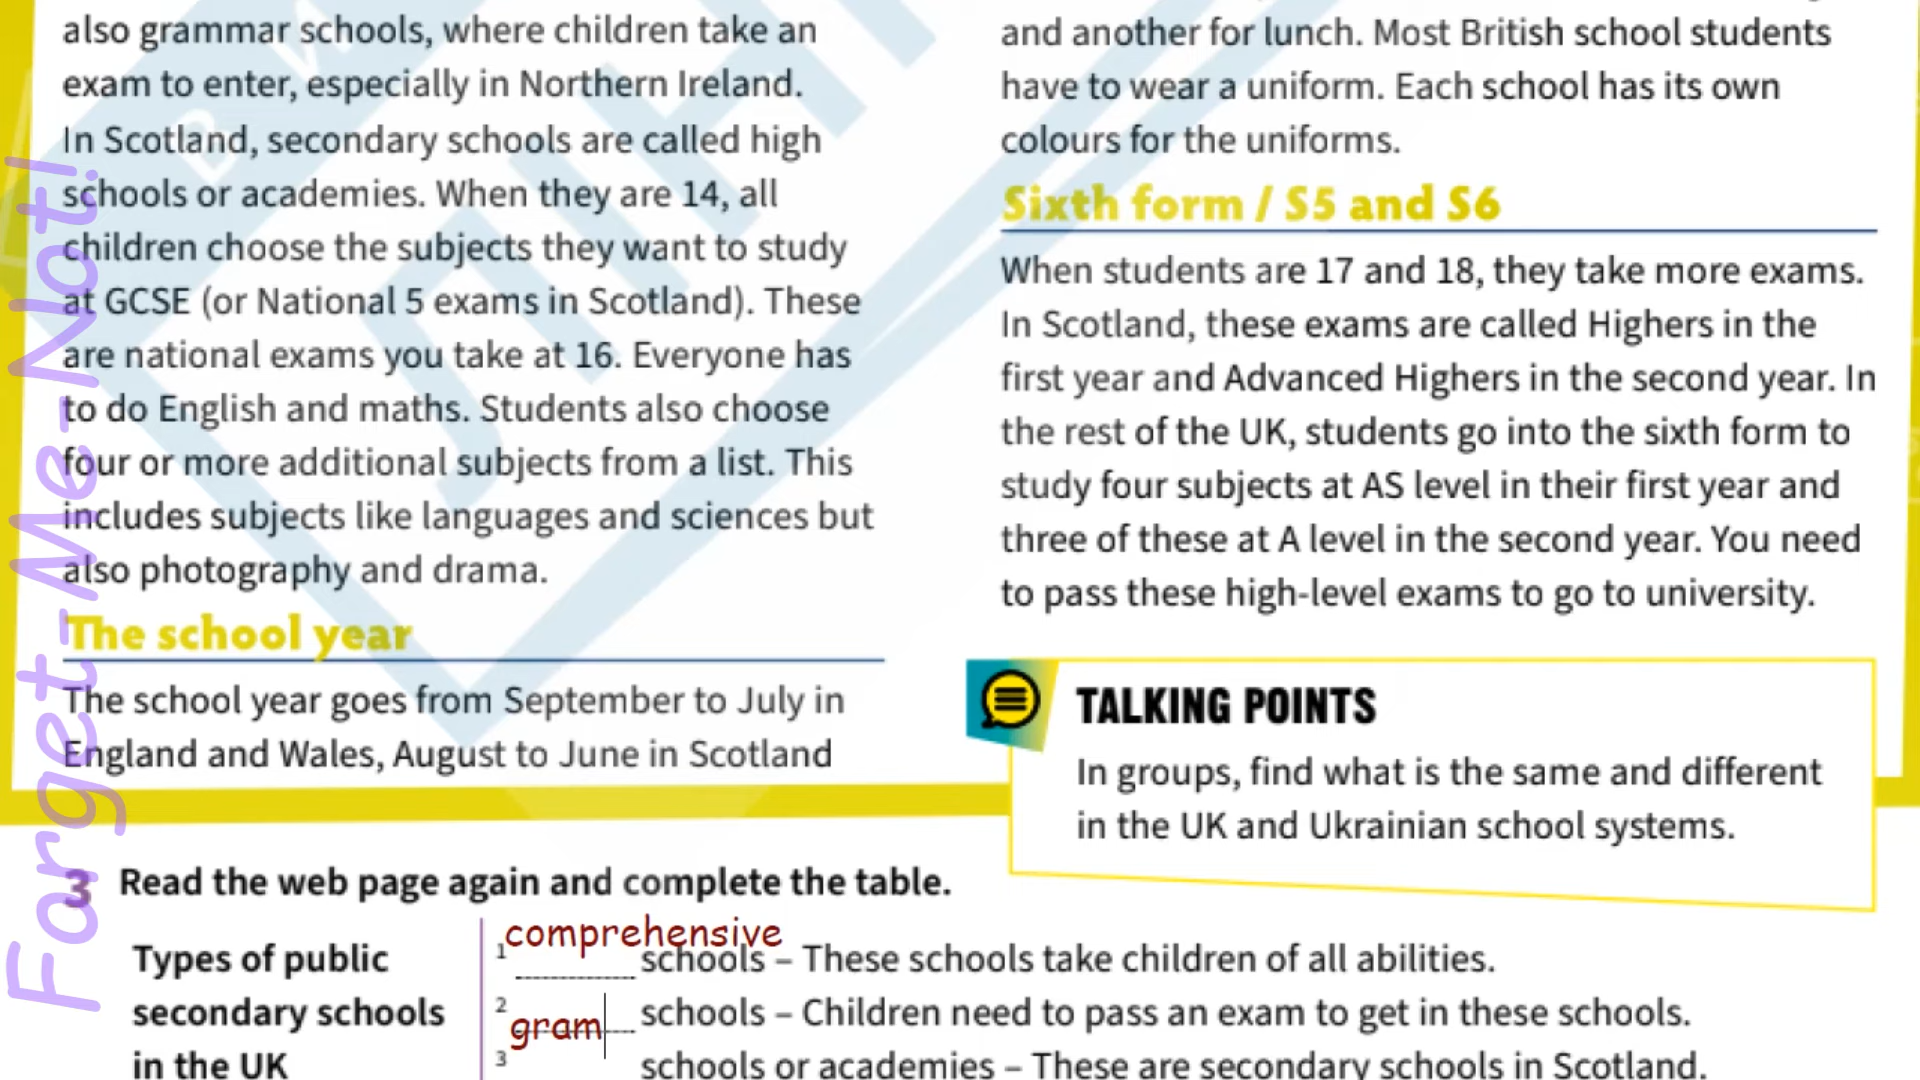 also grammar schools, where children take an
exam to enter, especially in Northern Ireland.
In Scotland, secondary schools are called high
schools or academies. When they are 14, all
children choose the subjects they want to study
at GCSE (or National 5 exams in Scotland). These
are national exams you take at 16. Everyone has
to do English and maths. Students also choose
four or more additional subjects from a list. This
includes subjects like languages and sciences but
also photography and drama.
The school year
The school year goes from September to July in
England and Wales, August to June in Scotland
and another for lunch. Most British school students
have to wear a uniform. Each school has its own
colours for the uniforms.
Sixth form / S5 and S6
When students are 17 and 18, they take more exams.
In Scotland, these exams are called Highers in the
first year and Advanced Highers in the second year. In
the rest of the UK, students go into the sixth form to
study four subjects at AS level in their first year and
three of these at A level in the second year. You need
to pass these high-level exams to go to university.
TALKING POINTS
In groups, find what is the same and different
in the UK and Ukrainian school systems.
3 Read the web page again and complete the table.
Types of public
secondary schools
in the UK
1 comprehensive schools – These schools take children of all abilities.
2 gram schools – Children need to pass an exam to get in these schools.
3 schools or academies – These are secondary schools in Scotland.
Forget-Me-Not!